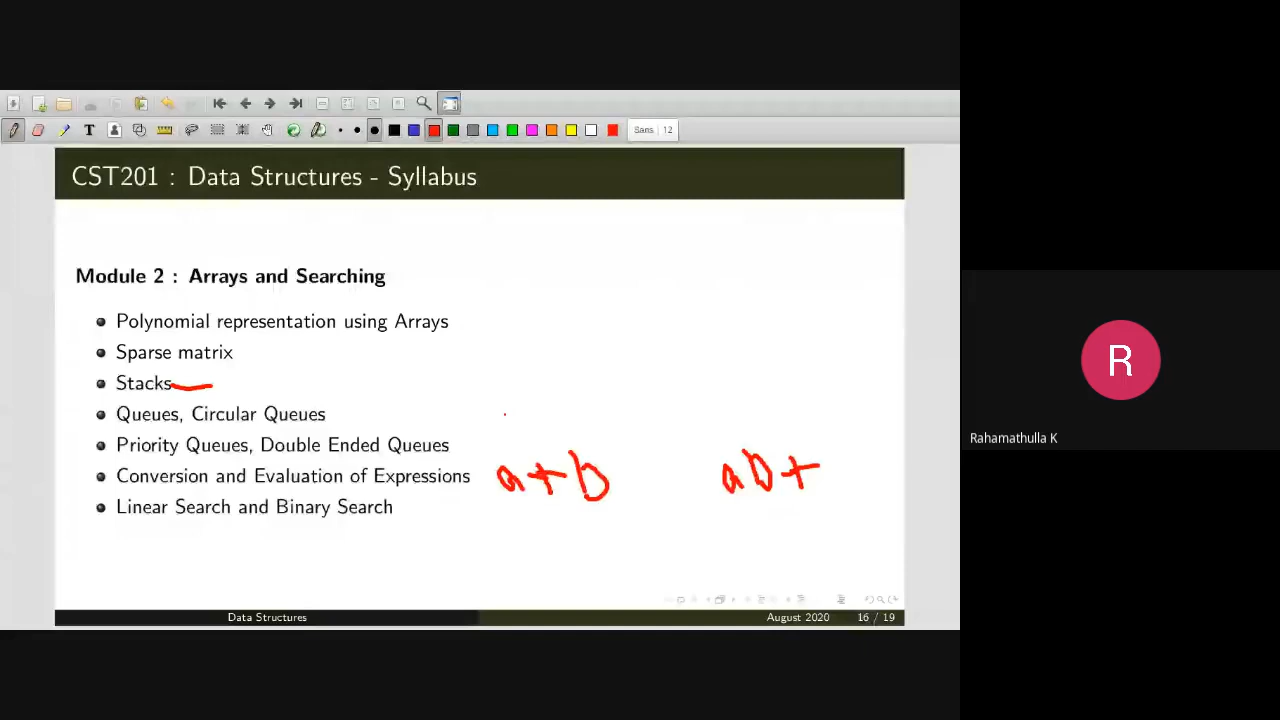 T
Sans 12
CST201 : Data Structures - Syllabus
Module 2 : Arrays and Searching
Polynomial representation using Arrays
Sparse matrix
Stacks
Queues, Circular Queues
Priority Queues, Double Ended Queues
Conversion and Evaluation of Expressions a+b ab+
Linear Search and Binary Search
Data Structures August 2020 16 / 19
R
Rahamathulla K